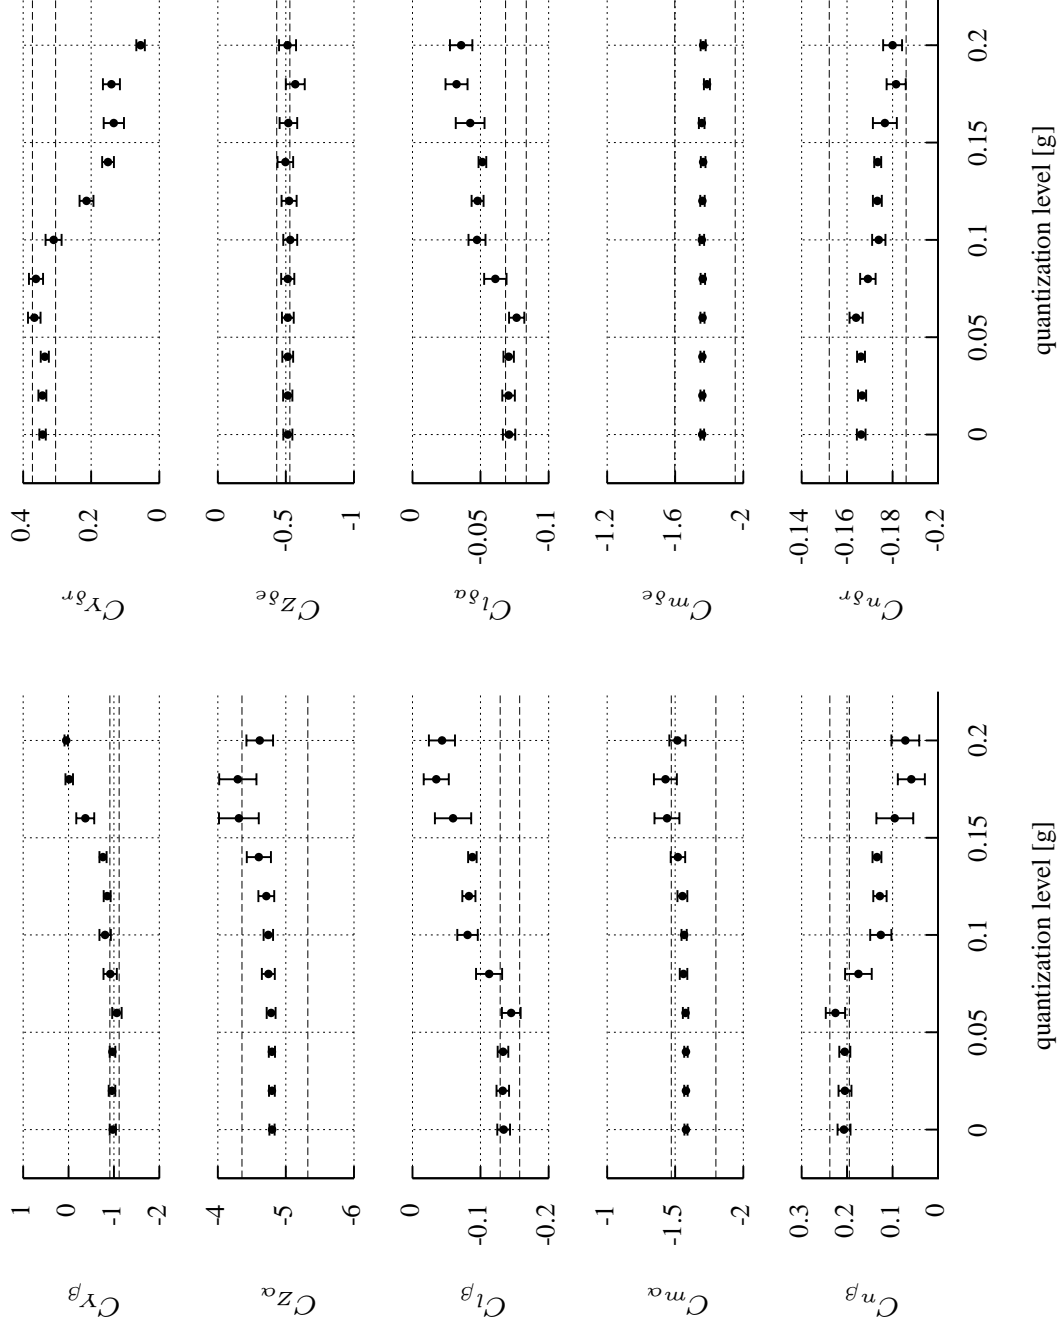 C_{Y_β}
1
0
-1
-2
C_{Z_α}
-4
-5
-6
C_{l_β}
0
-0.1
-0.2
C_{m_α}
-1
-1.5
-2
C_{n_β}
0.3
0.2
0.1
0
0 0.05 0.1 0.15 0.2
quantization level [g]
C_{Y_{δr}}
0.4
0.2
0
C_{Z_{δe}}
0
-0.5
-1
C_{l_{δa}}
0
-0.05
-0.1
C_{m_{δe}}
-1.2
-1.6
-2
C_{n_{δr}}
-0.14
-0.16
-0.18
-0.2
0 0.05 0.1 0.15 0.2
quantization level [g]